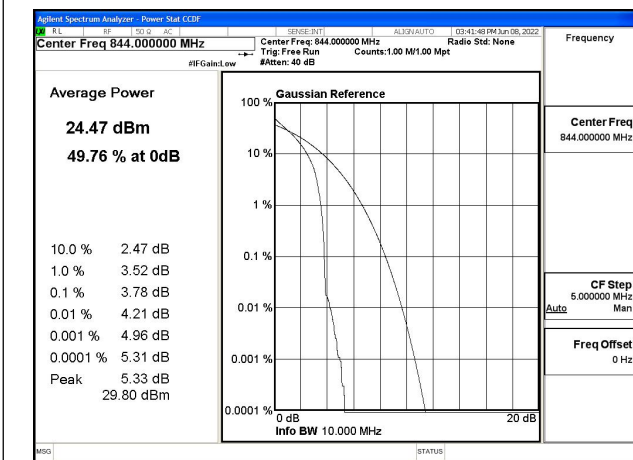 Agilent Spectrum Analyzer - Power Stat CCDF
RL RF 50 Ω AC SENSE:INT ALIGNAUTO 03:41:48 PM Jun 08, 2022
Center Freq 844.000000 MHz
Center Freq: 844.000000 MHz Radio Std: None
Trig: Free Run Counts:1.00 M/1.00 Mpt
#IFGain:Low #Atten: 40 dB
Frequency
Center Freq
844.000000 MHz
CF Step
5.000000 MHz
Auto Man
Freq Offset
0 Hz
Average Power
24.47 dBm
49.76 % at 0dB
10.0 % 2.47 dB
1.0 % 3.52 dB
0.1 % 3.78 dB
0.01 % 4.21 dB
0.001 % 4.96 dB
0.0001 % 5.31 dB
Peak 5.33 dB
29.80 dBm
Gaussian Reference
100 %
10 %
1 %
0.1 %
0.01 %
0.001 %
0.0001 %
0 dB 20 dB
Info BW 10.000 MHz
MSG STATUS